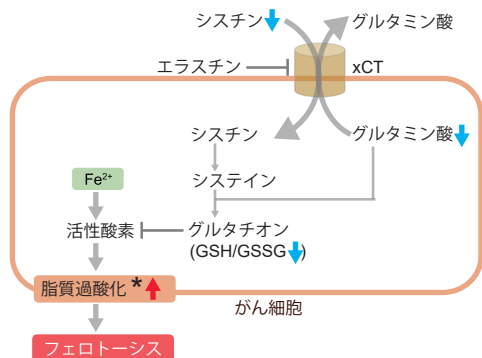 シスチン
グルタミン酸
エラスチン
xCT
シスチン
グルタミン酸
システイン
Fe²⁺
活性酸素
グルタチオン
(GSH/GSSG )
脂質過酸化 *
がん細胞
フェロトーシス